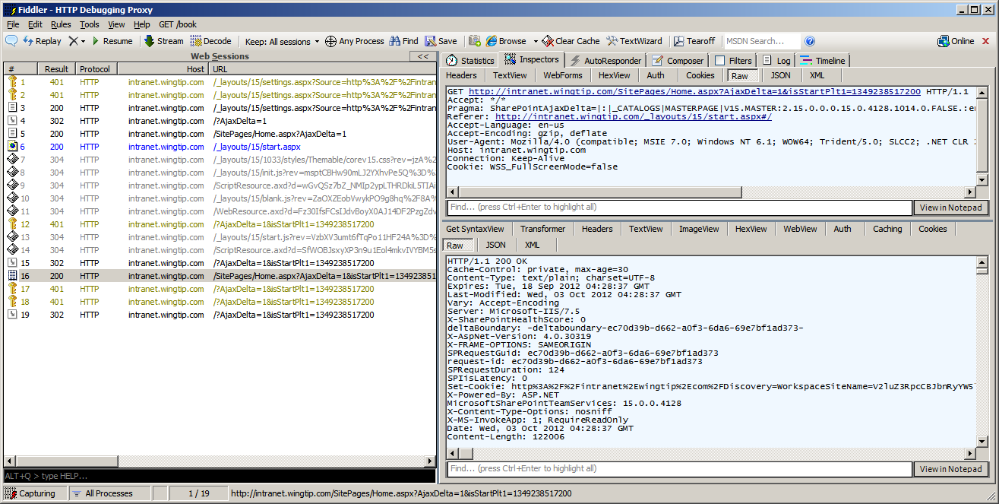 Fiddler - HTTP Debugging Proxy
File Edit Rules Tools View Help GET /book
Replay Resume Stream Decode Keep: All sessions Any Process Find Save Browse Clear Cache TextWizard Tearoff MSDN Search... Online
Web Sessions <<
# Result Protocol Host URL
1 401 HTTP intranet.wingtip.com /_layouts/15/settings.aspx?Source=http%3A%2F%2Fintran
2 401 HTTP intranet.wingtip.com /_layouts/15/settings.aspx?Source=http%3A%2F%2Fintran
3 200 HTTP intranet.wingtip.com /_layouts/15/settings.aspx?Source=http%3A%2F%2Fintran
4 302 HTTP intranet.wingtip.com /?AjaxDelta=1
5 200 HTTP intranet.wingtip.com /SitePages/Home.aspx?AjaxDelta=1
6 200 HTTP intranet.wingtip.com /_layouts/15/start.aspx
7 304 HTTP intranet.wingtip.com /_layouts/15/1033/styles/Themable/corev15.css?rev=jzA%2
8 304 HTTP intranet.wingtip.com /_layouts/15/init.js?rev=msptCBHw90mLJ2YXhvPe5Q%3D%
9 304 HTTP intranet.wingtip.com /ScriptResource.axd?d=wGvQSz7bZ_NMIp2ypLTHRDkiL5TIAi
10 304 HTTP intranet.wingtip.com /_layouts/15/blank.js?rev=ZaOXZEobVwykPO9g8hq%2F8A%
11 304 HTTP intranet.wingtip.com /WebResource.axd?d=Fz30IfsFCsIJdvBoyX0AJ14DF2PzgZdv
12 401 HTTP intranet.wingtip.com /?AjaxDelta=1&isStartPlt1=1349238517200
13 304 HTTP intranet.wingtip.com /_layouts/15/start.js?rev=VzbXV3umt6fTqPo11HF24A%3D%
14 304 HTTP intranet.wingtip.com /ScriptResource.axd?d=SfWOBJsxyXP3n9u1Eol4mkvIVYBM5s
15 302 HTTP intranet.wingtip.com /?AjaxDelta=1&isStartPlt1=1349238517200
16 200 HTTP intranet.wingtip.com /SitePages/Home.aspx?AjaxDelta=1&isStartPlt1=13492385​1
17 401 HTTP intranet.wingtip.com /?AjaxDelta=1&isStartPlt1=1349238517200
18 401 HTTP intranet.wingtip.com /?AjaxDelta=1&isStartPlt1=1349238517200
19 302 HTTP intranet.wingtip.com /?AjaxDelta=1&isStartPlt1=1349238517200
ALT+Q > type HELP...
Statistics Inspectors AutoResponder Composer Filters Log Timeline
Headers TextView WebForms HexView Auth Cookies Raw JSON XML
GET http://intranet.wingtip.com/SitePages/Home.aspx?AjaxDelta=1&isStartPlt1=1349238517200 HTTP/1.1
Accept: */*
Pragma: SharePointAjaxDelta=|:|_CATALOGS|MASTERPAGE|V15.MASTER:2.15.0.0.0.15.0.4128.1014.0.FALSE.:en
Referer: http://intranet.wingtip.com/_layouts/15/start.aspx#/
Accept-Language: en-us
Accept-Encoding: gzip, deflate
User-Agent: Mozilla/4.0 (compatible; MSIE 7.0; Windows NT 6.1; WOW64; Trident/5.0; SLCC2; .NET CLR 2
Host: intranet.wingtip.com
Connection: Keep-Alive
Cookie: WSS_FullScreenMode=false
Find... (press Ctrl+Enter to highlight all) View in Notepad
Get SyntaxView Transformer Headers TextView ImageView HexView WebView Auth Caching Cookies
Raw JSON XML
HTTP/1.1 200 OK
Cache-Control: private, max-age=30
Content-Type: text/plain; charset=UTF-8
Expires: Tue, 18 Sep 2012 04:28:37 GMT
Last-Modified: Wed, 03 Oct 2012 04:28:37 GMT
Vary: Accept-Encoding
Server: Microsoft-IIS/7.5
X-SharePointHealthScore: 0
deltaBoundary: -deltaboundary-ec70d39b-d662-a0f3-6da6-69e7bf1ad373-
X-AspNet-Version: 4.0.30319
X-FRAME-OPTIONS: SAMEORIGIN
SPRequestGuid: ec70d39b-d662-a0f3-6da6-69e7bf1ad373
request-id: ec70d39b-d662-a0f3-6da6-69e7bf1ad373
SPRequestDuration: 124
SPIisLatency: 0
Set-Cookie: http%3A%2F%2Fintranet%2Ewingtip%2Ecom%2FDiscovery=WorkspaceSiteName=V2luZ3RpcCBJbnRyYW5l
X-Powered-By: ASP.NET
MicrosoftSharePointTeamServices: 15.0.0.4128
X-Content-Type-Options: nosniff
X-MS-InvokeApp: 1; RequireReadOnly
Date: Wed, 03 Oct 2012 04:28:37 GMT
Content-Length: 122006
Find... (press Ctrl+Enter to highlight all) View in Notepad
Capturing All Processes 1 / 19 http://intranet.wingtip.com/SitePages/Home.aspx?AjaxDelta=1&isStartPlt1=1349238517200